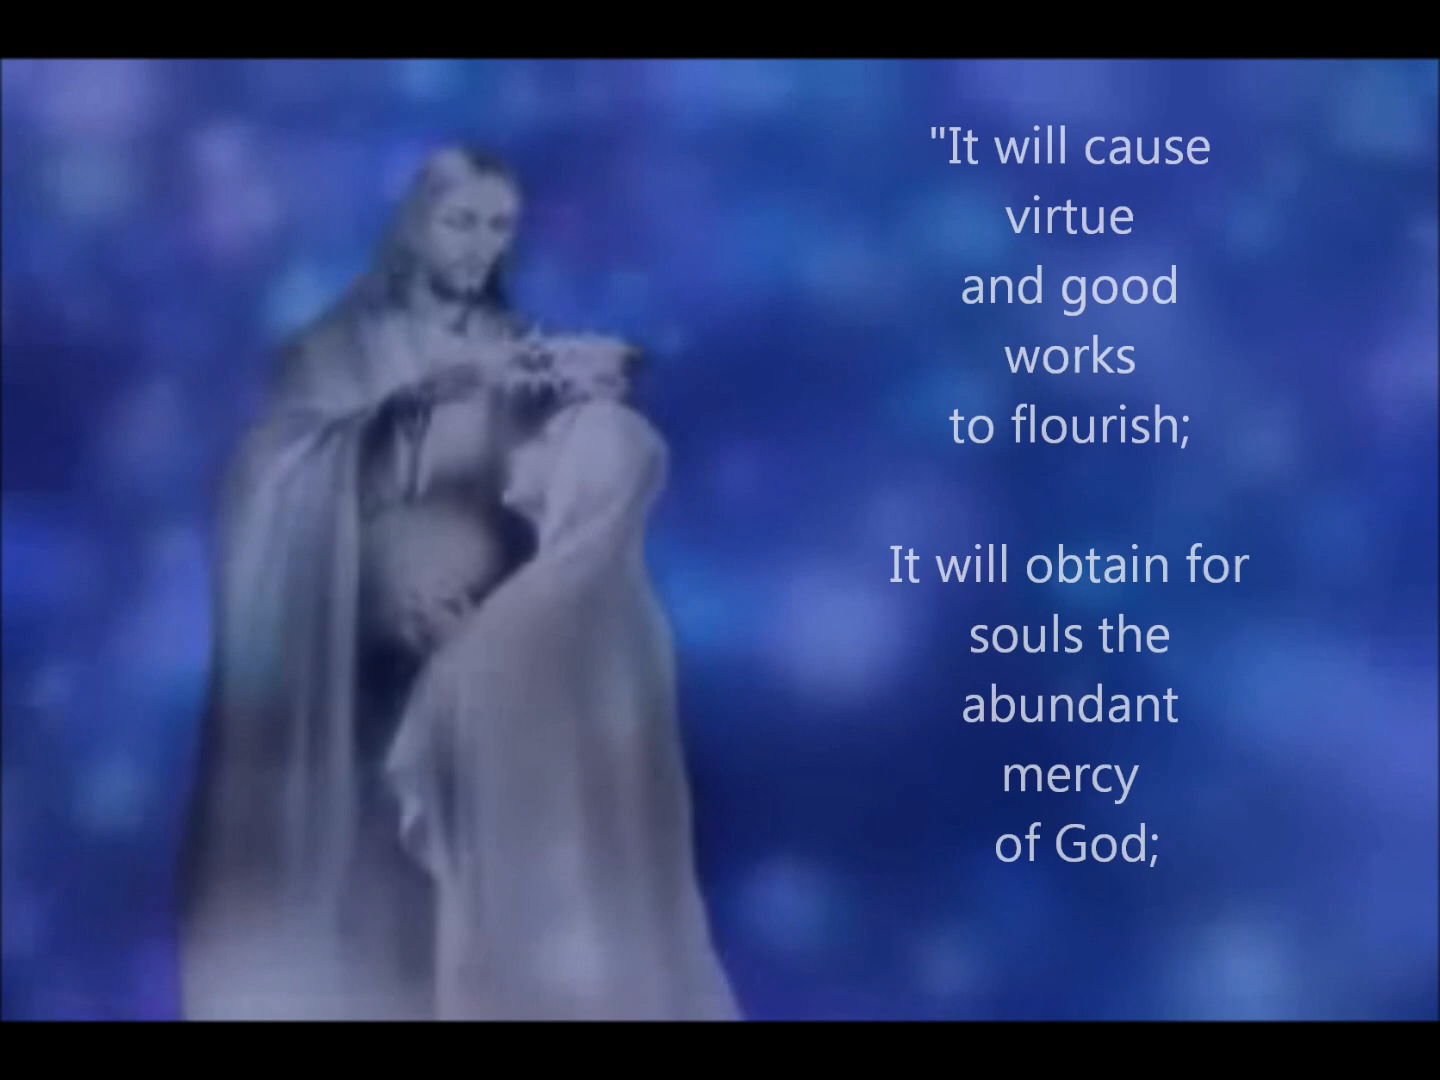 "It will cause
virtue
and good
works
to flourish;
It will obtain for
souls the
abundant
mercy
of God;